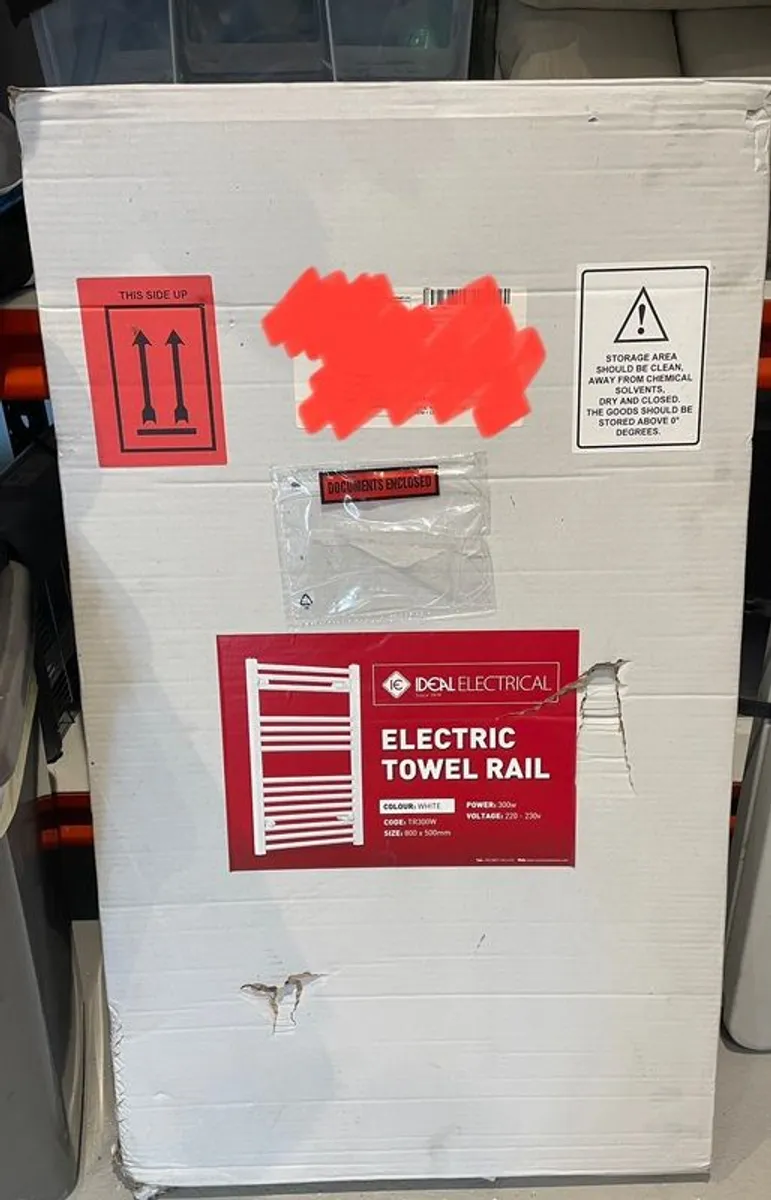 THIS SIDE UP
STORAGE AREA
SHOULD BE CLEAN,
AWAY FROM CHEMICAL
SOLVENTS,
DRY AND CLOSED.
THE GOODS SHOULD BE
STORED ABOVE 0°
DEGREES.
DOCUMENTS ENCLOSED
IE IDEAL ELECTRICAL
ELECTRIC
TOWEL RAIL
COLOUR: WHITE
POWER: 300w
CODE: TR300W
VOLTAGE: 220 - 230v
SIZE: 800 x 500mm